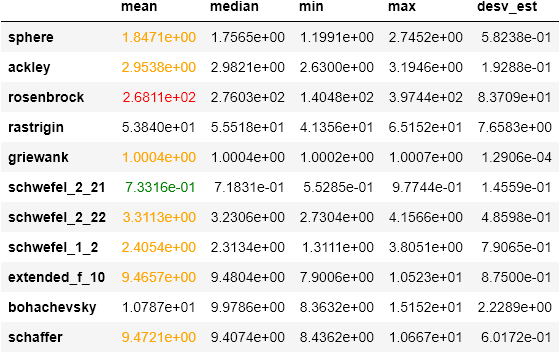 mean median min max desv_est
sphere 1.8471e+00 1.7565e+00 1.1991e+00 2.7452e+00 5.8238e-01
ackley 2.9538e+00 2.9821e+00 2.6300e+00 3.1946e+00 1.9288e-01
rosenbrock 2.6811e+02 2.7603e+02 1.4048e+02 3.9744e+02 8.3709e+01
rastrigin 5.3840e+01 5.5518e+01 4.1356e+01 6.5152e+01 7.6583e+00
griewank 1.0004e+00 1.0004e+00 1.0002e+00 1.0007e+00 1.2906e-04
schwefel_2_21 7.3316e-01 7.1831e-01 5.5285e-01 9.7744e-01 1.4559e-01
schwefel_2_22 3.3113e+00 3.2306e+00 2.7304e+00 4.1566e+00 4.8598e-01
schwefel_1_2 2.4054e+00 2.3134e+00 1.3111e+00 3.8051e+00 7.9065e-01
extended_f_10 9.4657e+00 9.4804e+00 7.9006e+00 1.0523e+01 8.7500e-01
bohachevsky 1.0787e+01 9.9786e+00 8.3632e+00 1.5152e+01 2.2289e+00
schaffer 9.4721e+00 9.4074e+00 8.4362e+00 1.0667e+01 6.0172e-01